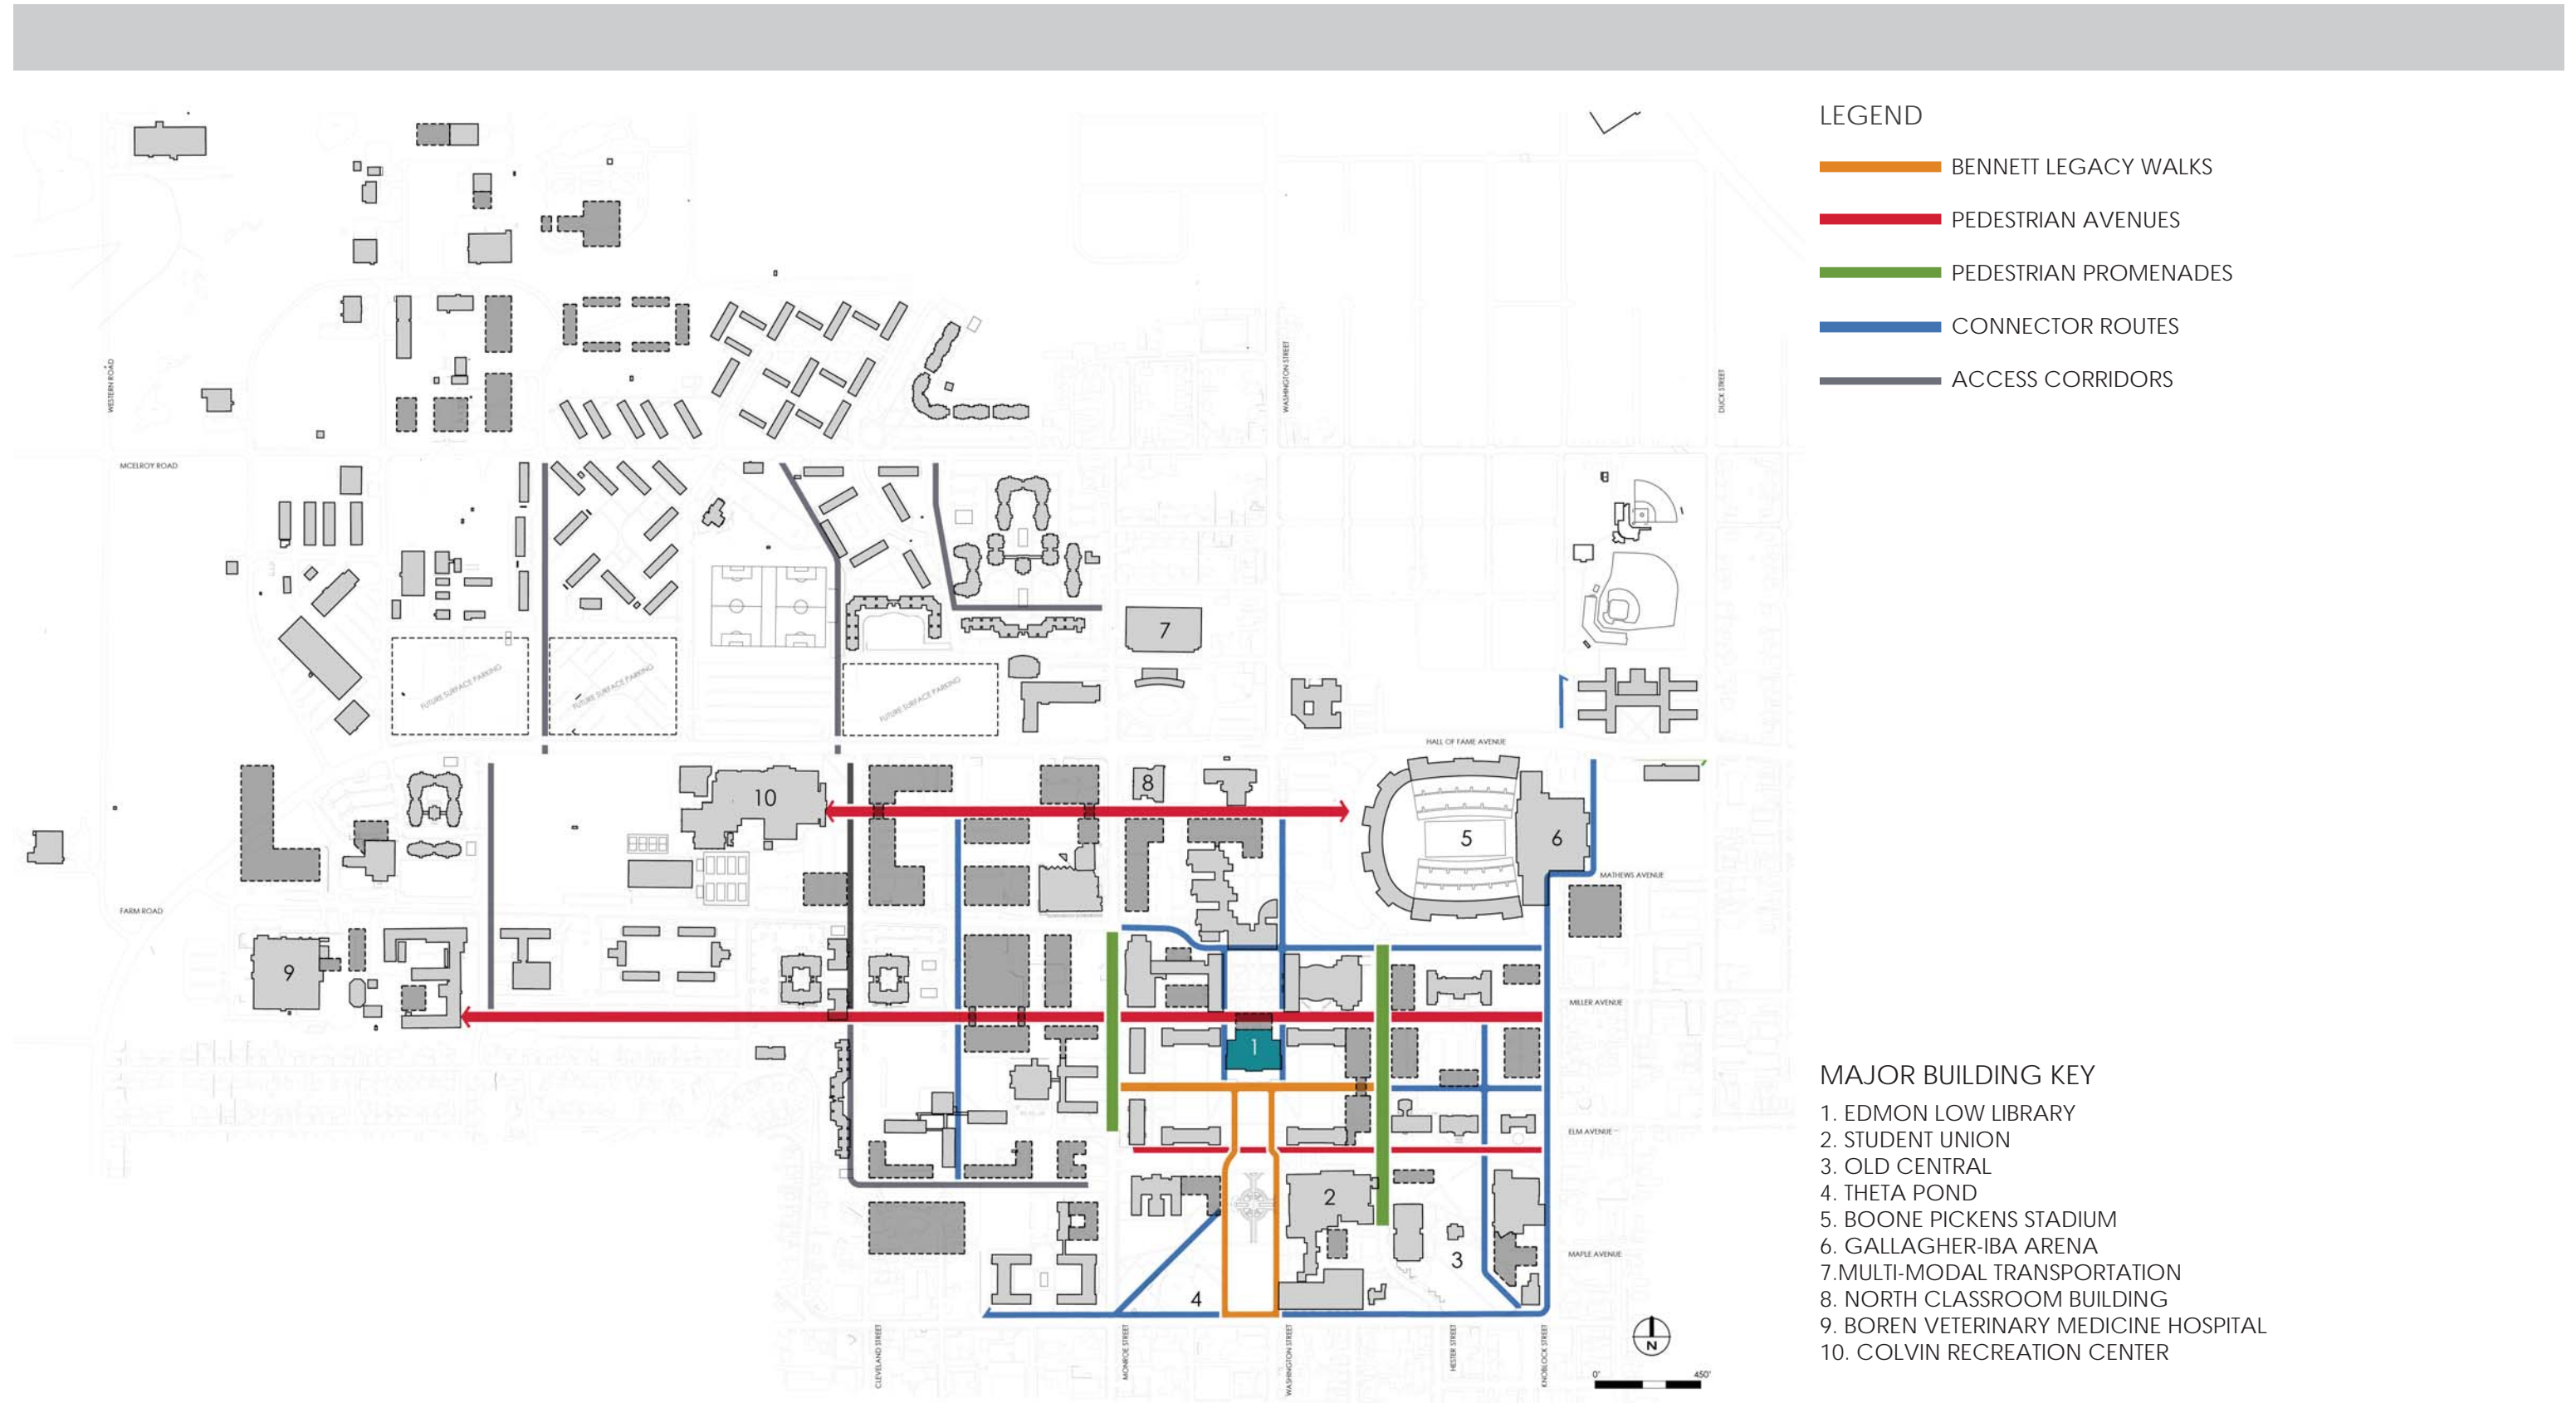 LEGEND
BENNETT LEGACY WALKS
PEDESTRIAN AVENUES
PEDESTRIAN PROMENADES
CONNECTOR ROUTES
ACCESS CORRIDORS
WESTERN ROAD
WASHINGTON STREET
DUCK STREET
MCELROY ROAD
7
FUTURE SURFACE PARKING
FUTURE SURFACE PARKING
FUTURE SURFACE PARKING
HALL OF FAME AVENUE
10
8
5
6
MATHEWS AVENUE
FARM ROAD
9
MILLER AVENUE
1
ELM AVENUE
2
3
MAPLE AVENUE
4
CLEVELAND STREET
MONROE STREET
WASHINGTON STREET
HESTER STREET
KNOBLOCK STREET
N
0' 450'
MAJOR BUILDING KEY
1. EDMON LOW LIBRARY
2. STUDENT UNION
3. OLD CENTRAL
4. THETA POND
5. BOONE PICKENS STADIUM
6. GALLAGHER-IBA ARENA
7.MULTI-MODAL TRANSPORTATION
8. NORTH CLASSROOM BUILDING
9. BOREN VETERINARY MEDICINE HOSPITAL
10. COLVIN RECREATION CENTER